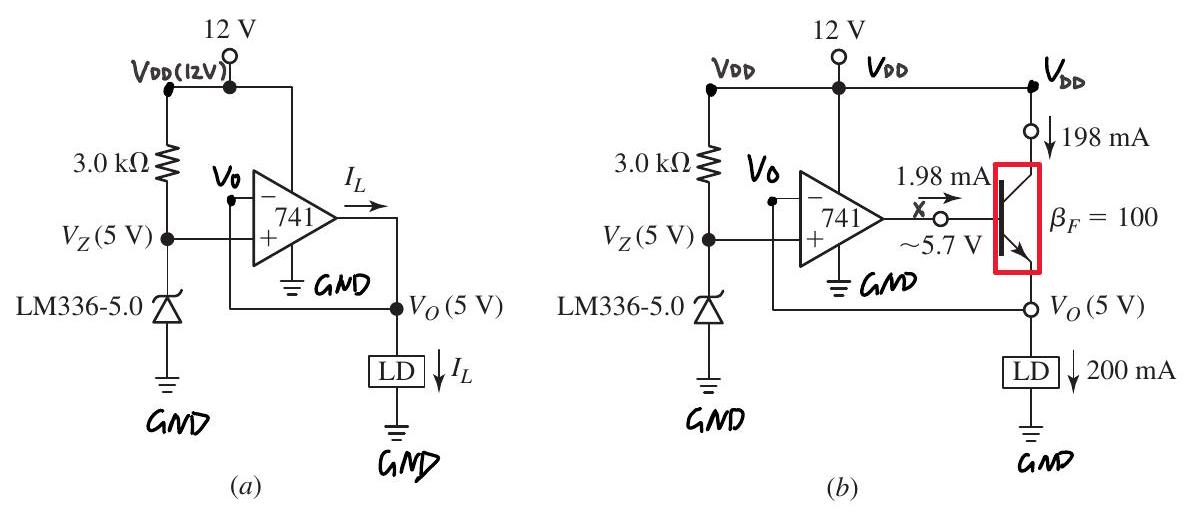 12 V
VDD(12V)
3.0 kΩ
Vo
I_L
−
741
+
V_Z (5 V)
GND
LM336-5.0
V_O (5 V)
LD
I_L
GND
GND
(a)
12 V
VDD
VDD
VDD
198 mA
3.0 kΩ
Vo
−
1.98 mA
741
x
β_F = 100
+
V_Z (5 V)
~5.7 V
GND
LM336-5.0
V_O (5 V)
LD
200 mA
GND
GND
(b)